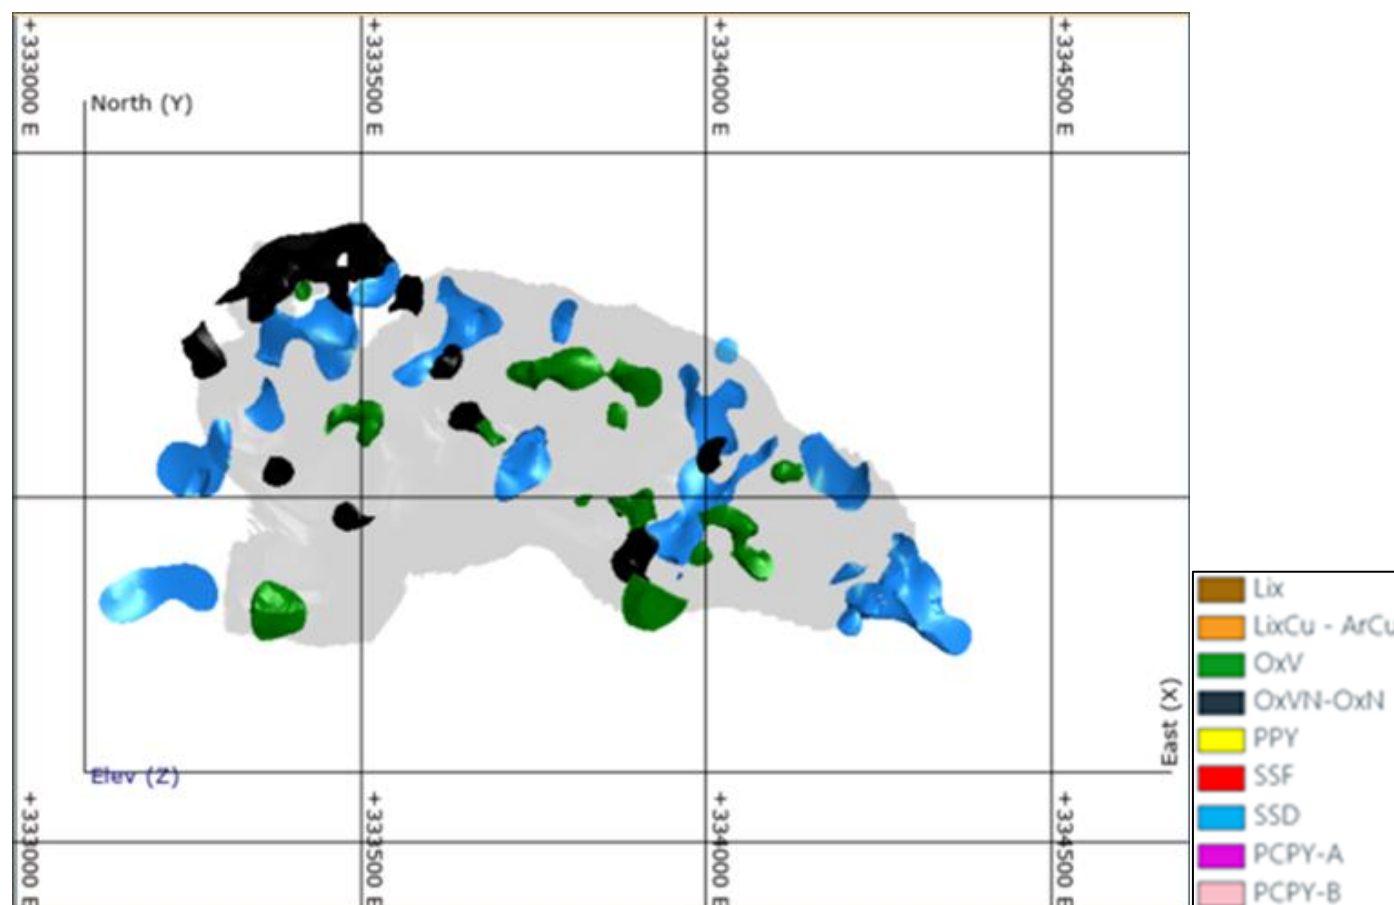 +333000 E
+333500 E
+334000 E
+334500 E
North (Y)
East (X)
Elev (Z)
+333000 E
+333500 E
+334000 E
+334500 E
Lix
LixCu - ArCu
OxV
OxVN-OxN
PPY
SSF
SSD
PCPY-A
PCPY-B